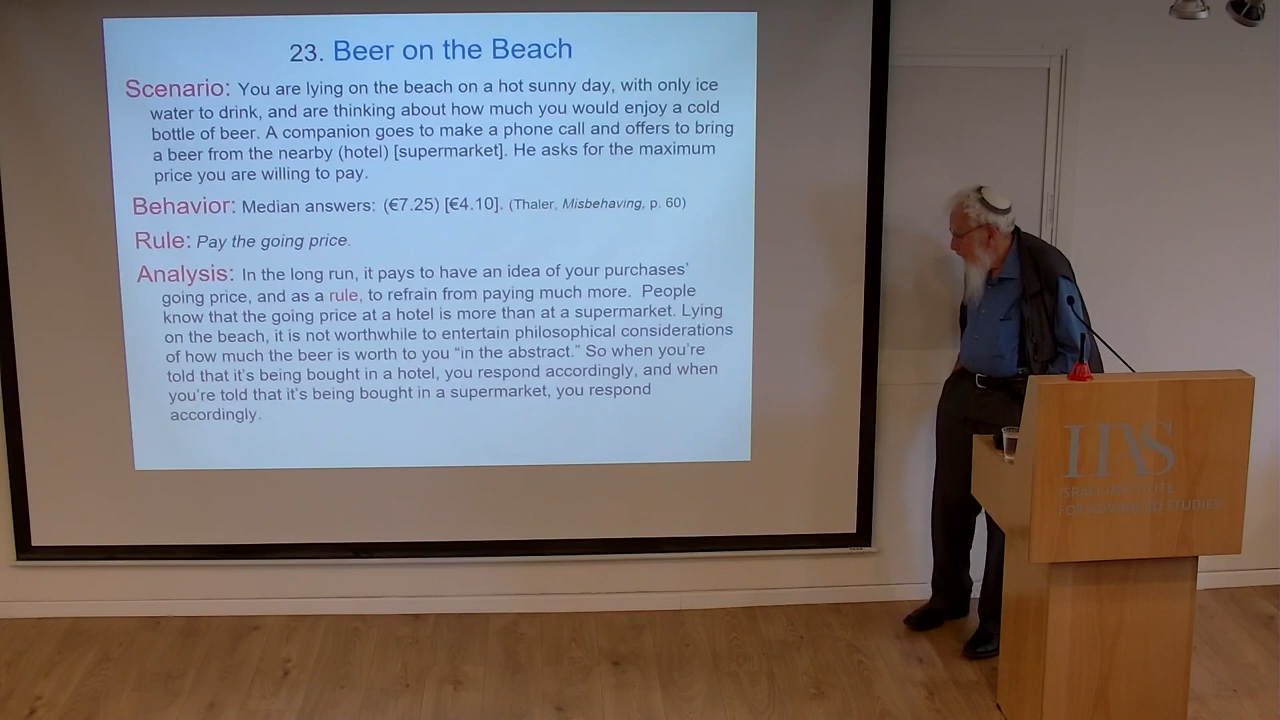 23. Beer on the Beach
Scenario: You are lying on the beach on a hot sunny day, with only ice
water to drink, and are thinking about how much you would enjoy a cold
bottle of beer. A companion goes to make a phone call and offers to bring
a beer from the nearby (hotel) [supermarket]. He asks for the maximum
price you are willing to pay.
Behavior: Median answers: (€7.25) [€4.10]. (Thaler, Misbehaving, p. 60)
Rule: Pay the going price.
Analysis: In the long run, it pays to have an idea of your purchases'
going price, and as a rule, to refrain from paying much more. People
know that the going price at a hotel is more than at a supermarket. Lying
on the beach, it is not worthwhile to entertain philosophical considerations
of how much the beer is worth to you “in the abstract.” So when you're
told that it's being bought in a hotel, you respond accordingly, and when
you're told that it's being bought in a supermarket, you respond
accordingly.
IIAS
ISRAEL INSTITUTE
FOR ADVANCED STUDIES